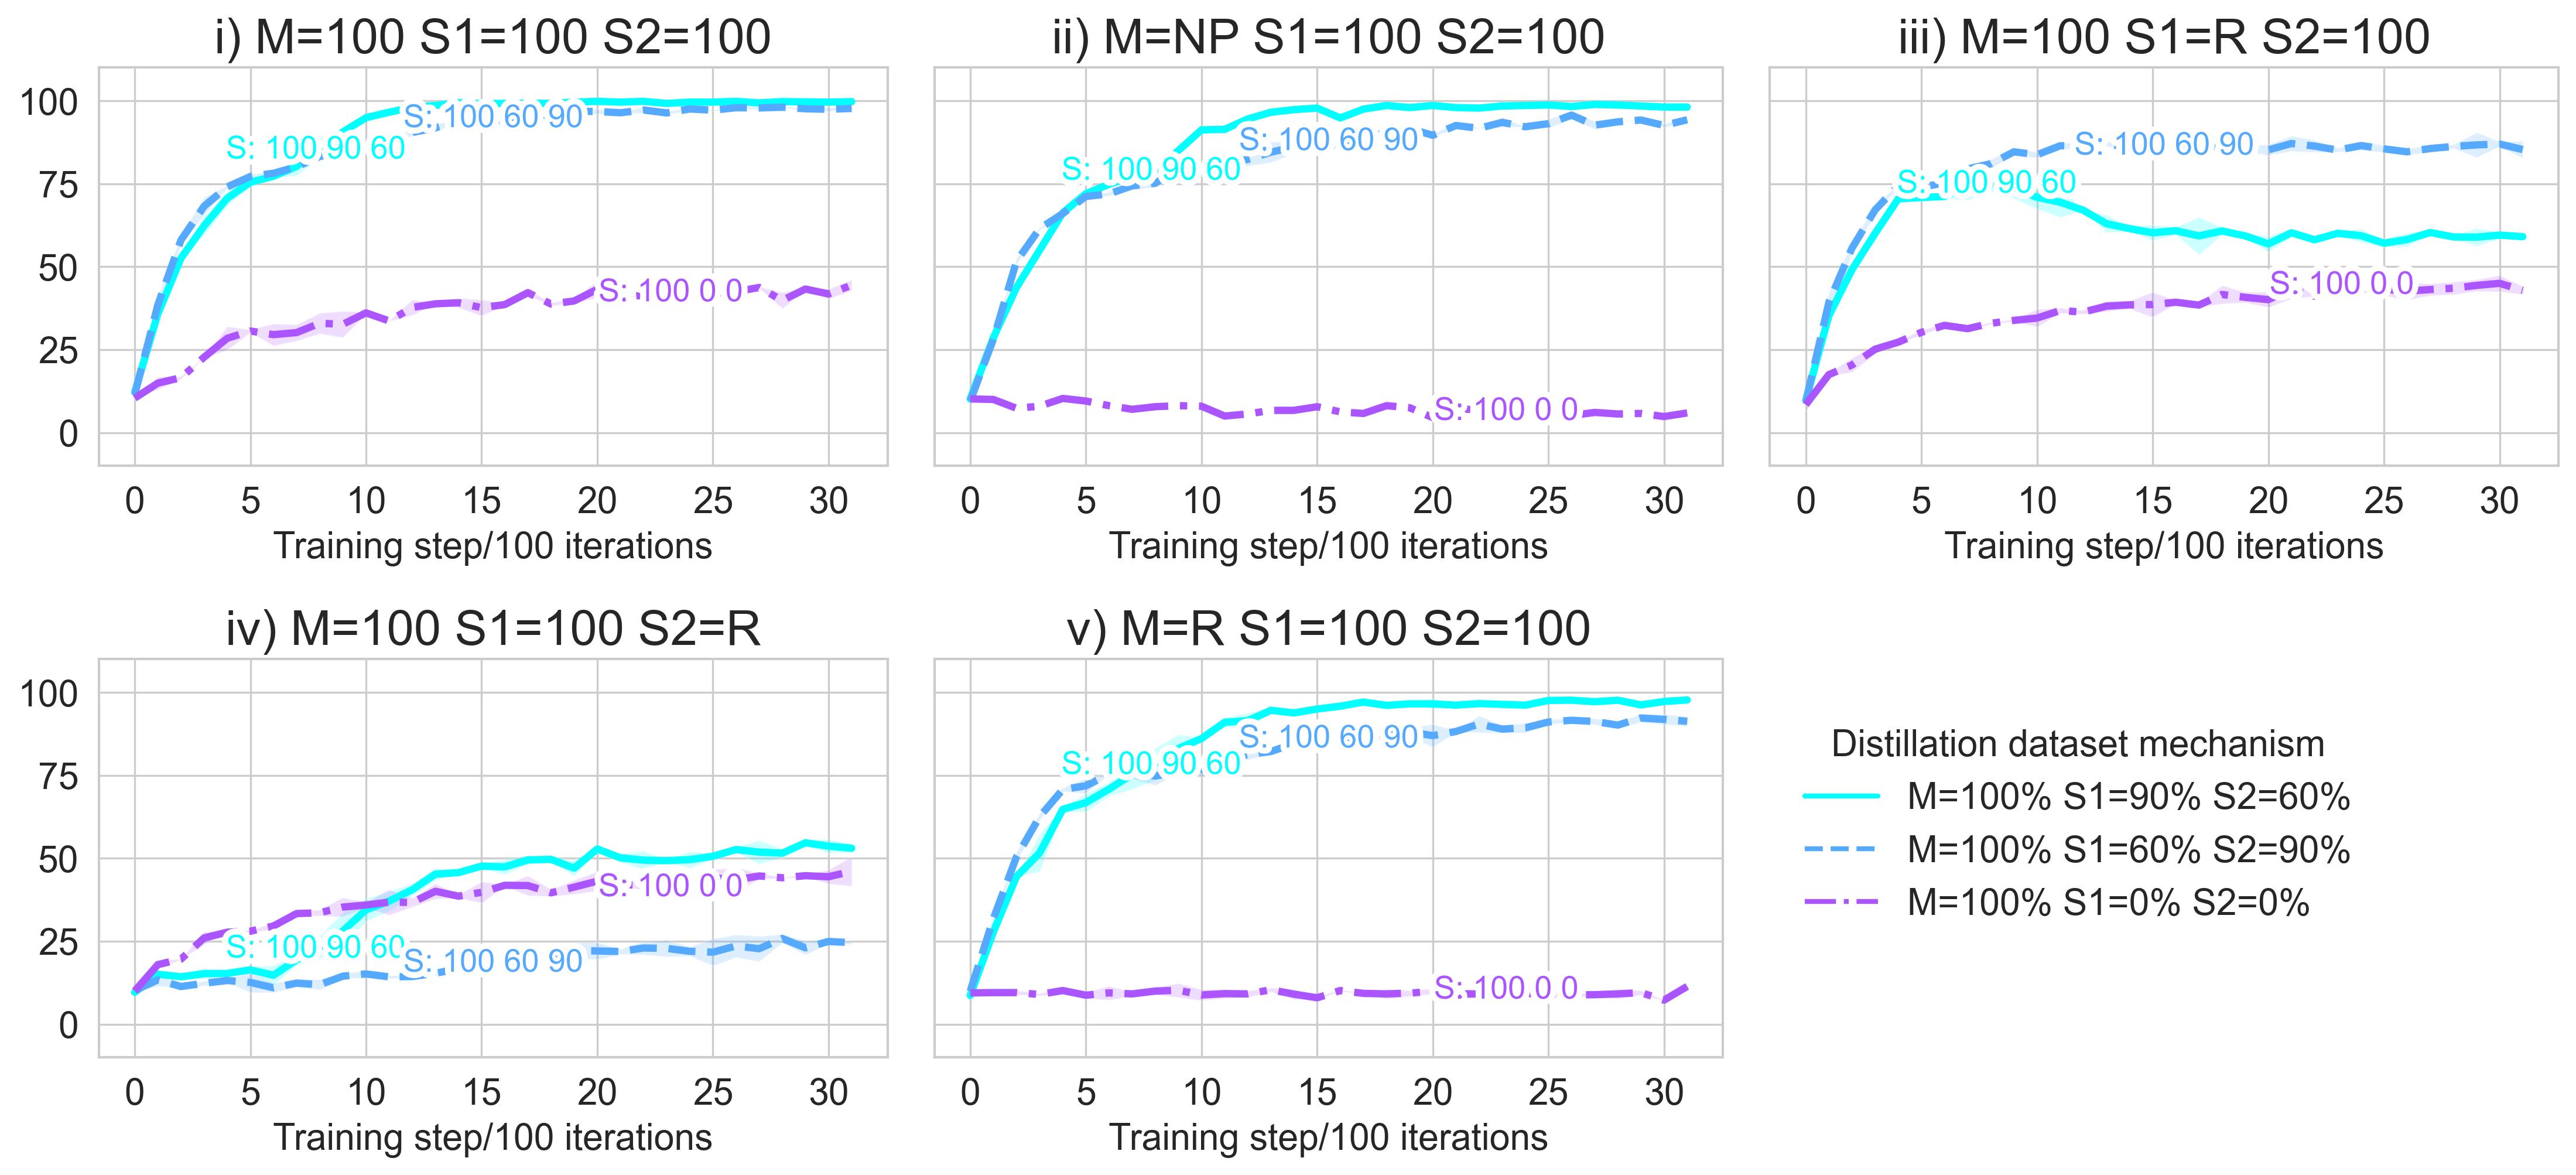 i) M=100 S1=100 S2=100
ii) M=NP S1=100 S2=100
iii) M=100 S1=R S2=100
100
75
50
25
0
S: 100 90 60
S: 100 60 90
S: 100 0 0
S: 100 90 60
S: 100 60 90
S: 100 0 0
S: 100 90 60
S: 100 60 90
S: 100 0 0
0 5 10 15 20 25 30
0 5 10 15 20 25 30
0 5 10 15 20 25 30
Training step/100 iterations
Training step/100 iterations
Training step/100 iterations
iv) M=100 S1=100 S2=R
v) M=R S1=100 S2=100
100
75
50
25
0
S: 100 90 60
S: 100 60 90
S: 100 0 0
S: 100 90 60
S: 100 60 90
S: 100 0 0
0 5 10 15 20 25 30
0 5 10 15 20 25 30
Training step/100 iterations
Training step/100 iterations
Distillation dataset mechanism
M=100% S1=90% S2=60%
M=100% S1=60% S2=90%
M=100% S1=0% S2=0%